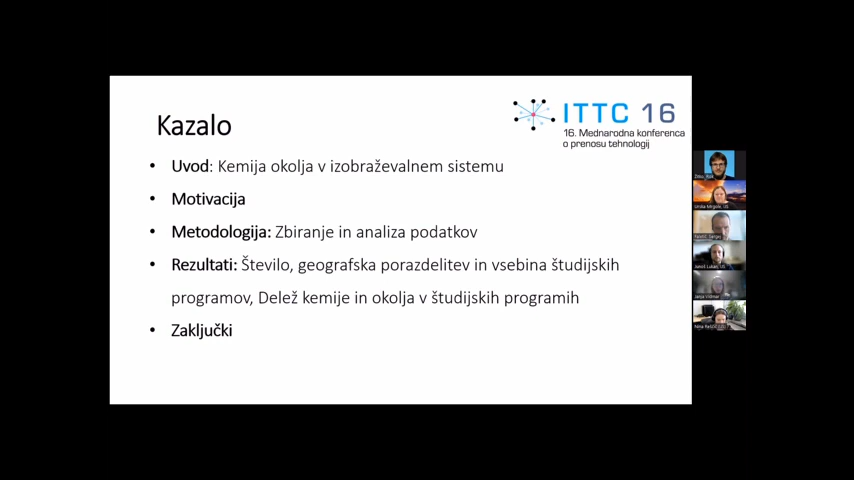 Kazalo
ITTC 16
16. Mednarodna konferenca
o prenosu tehnologij
• Uvod: Kemija okolja v izobraževalnem sistemu
• Motivacija
• Metodologija: Zbiranje in analiza podatkov
• Rezultati: Število, geografska porazdelitev in vsebina študijskih
programov, Delež kemije in okolja v študijskih programih
• Zaključki